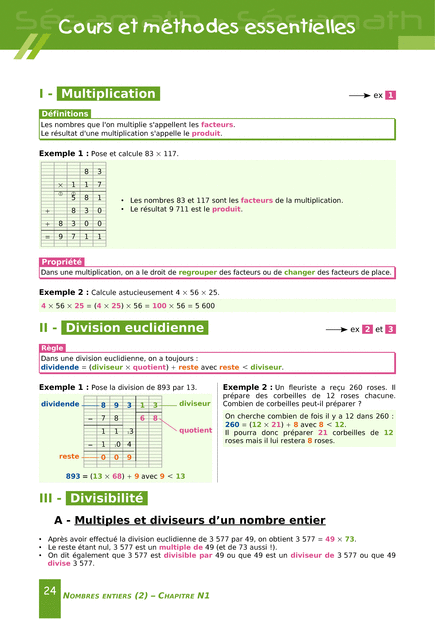 Sésamath
Sésamath
Cours et méthodes essentielles
I - Multiplication
ex 1
Définitions
Les nombres que l'on multiplie s'appellent les facteurs.
Le résultat d'une multiplication s'appelle le produit.
Exemple 1 : Pose et calcule 83 × 117.
8 3
× 1 1 7
5 8 1
+ 8 3 0
+ 8 3 0 0
= 9 7 1 1
• Les nombres 83 et 117 sont les facteurs de la multiplication.
• Le résultat 9 711 est le produit.
Propriété
Dans une multiplication, on a le droit de regrouper des facteurs ou de changer des facteurs de place.
Exemple 2 : Calcule astucieusement 4 × 56 × 25.
4 × 56 × 25 = (4 × 25) × 56 = 100 × 56 = 5 600
II - Division euclidienne
ex 2 et 3
Règle
Dans une division euclidienne, on a toujours :
dividende = (diviseur × quotient) + reste avec reste < diviseur.
Exemple 1 : Pose la division de 893 par 13.
dividende 8 9 3 1 3 diviseur
− 7 8 6 8
1 1 3
quotient
− 1 0 4
reste 0 0 9
893 = (13 × 68) + 9 avec 9 < 13
Exemple 2 : Un fleuriste a reçu 260 roses. Il
prépare des corbeilles de 12 roses chacune.
Combien de corbeilles peut-il préparer ?
On cherche combien de fois il y a 12 dans 260 :
260 = (12 × 21) + 8 avec 8 < 12.
Il pourra donc préparer 21 corbeilles de 12
roses mais il lui restera 8 roses.
III - Divisibilité
A - Multiples et diviseurs d'un nombre entier
• Après avoir effectué la division euclidienne de 3 577 par 49, on obtient 3 577 = 49 × 73.
• Le reste étant nul, 3 577 est un multiple de 49 (et de 73 aussi !).
• On dit également que 3 577 est divisible par 49 ou que 49 est un diviseur de 3 577 ou que 49
divise 3 577.
24
NOMBRES ENTIERS (2) – CHAPITRE N1